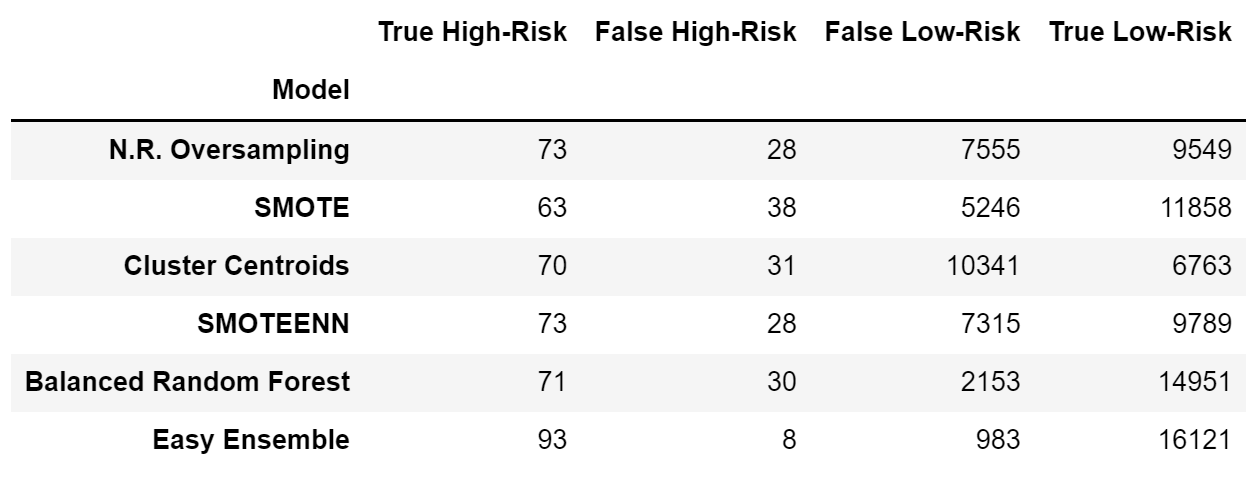 True High-Risk False High-Risk False Low-Risk True Low-Risk
Model
N.R. Oversampling 73 28 7555 9549
SMOTE 63 38 5246 11858
Cluster Centroids 70 31 10341 6763
SMOTEENN 73 28 7315 9789
Balanced Random Forest 71 30 2153 14951
Easy Ensemble 93 8 983 16121